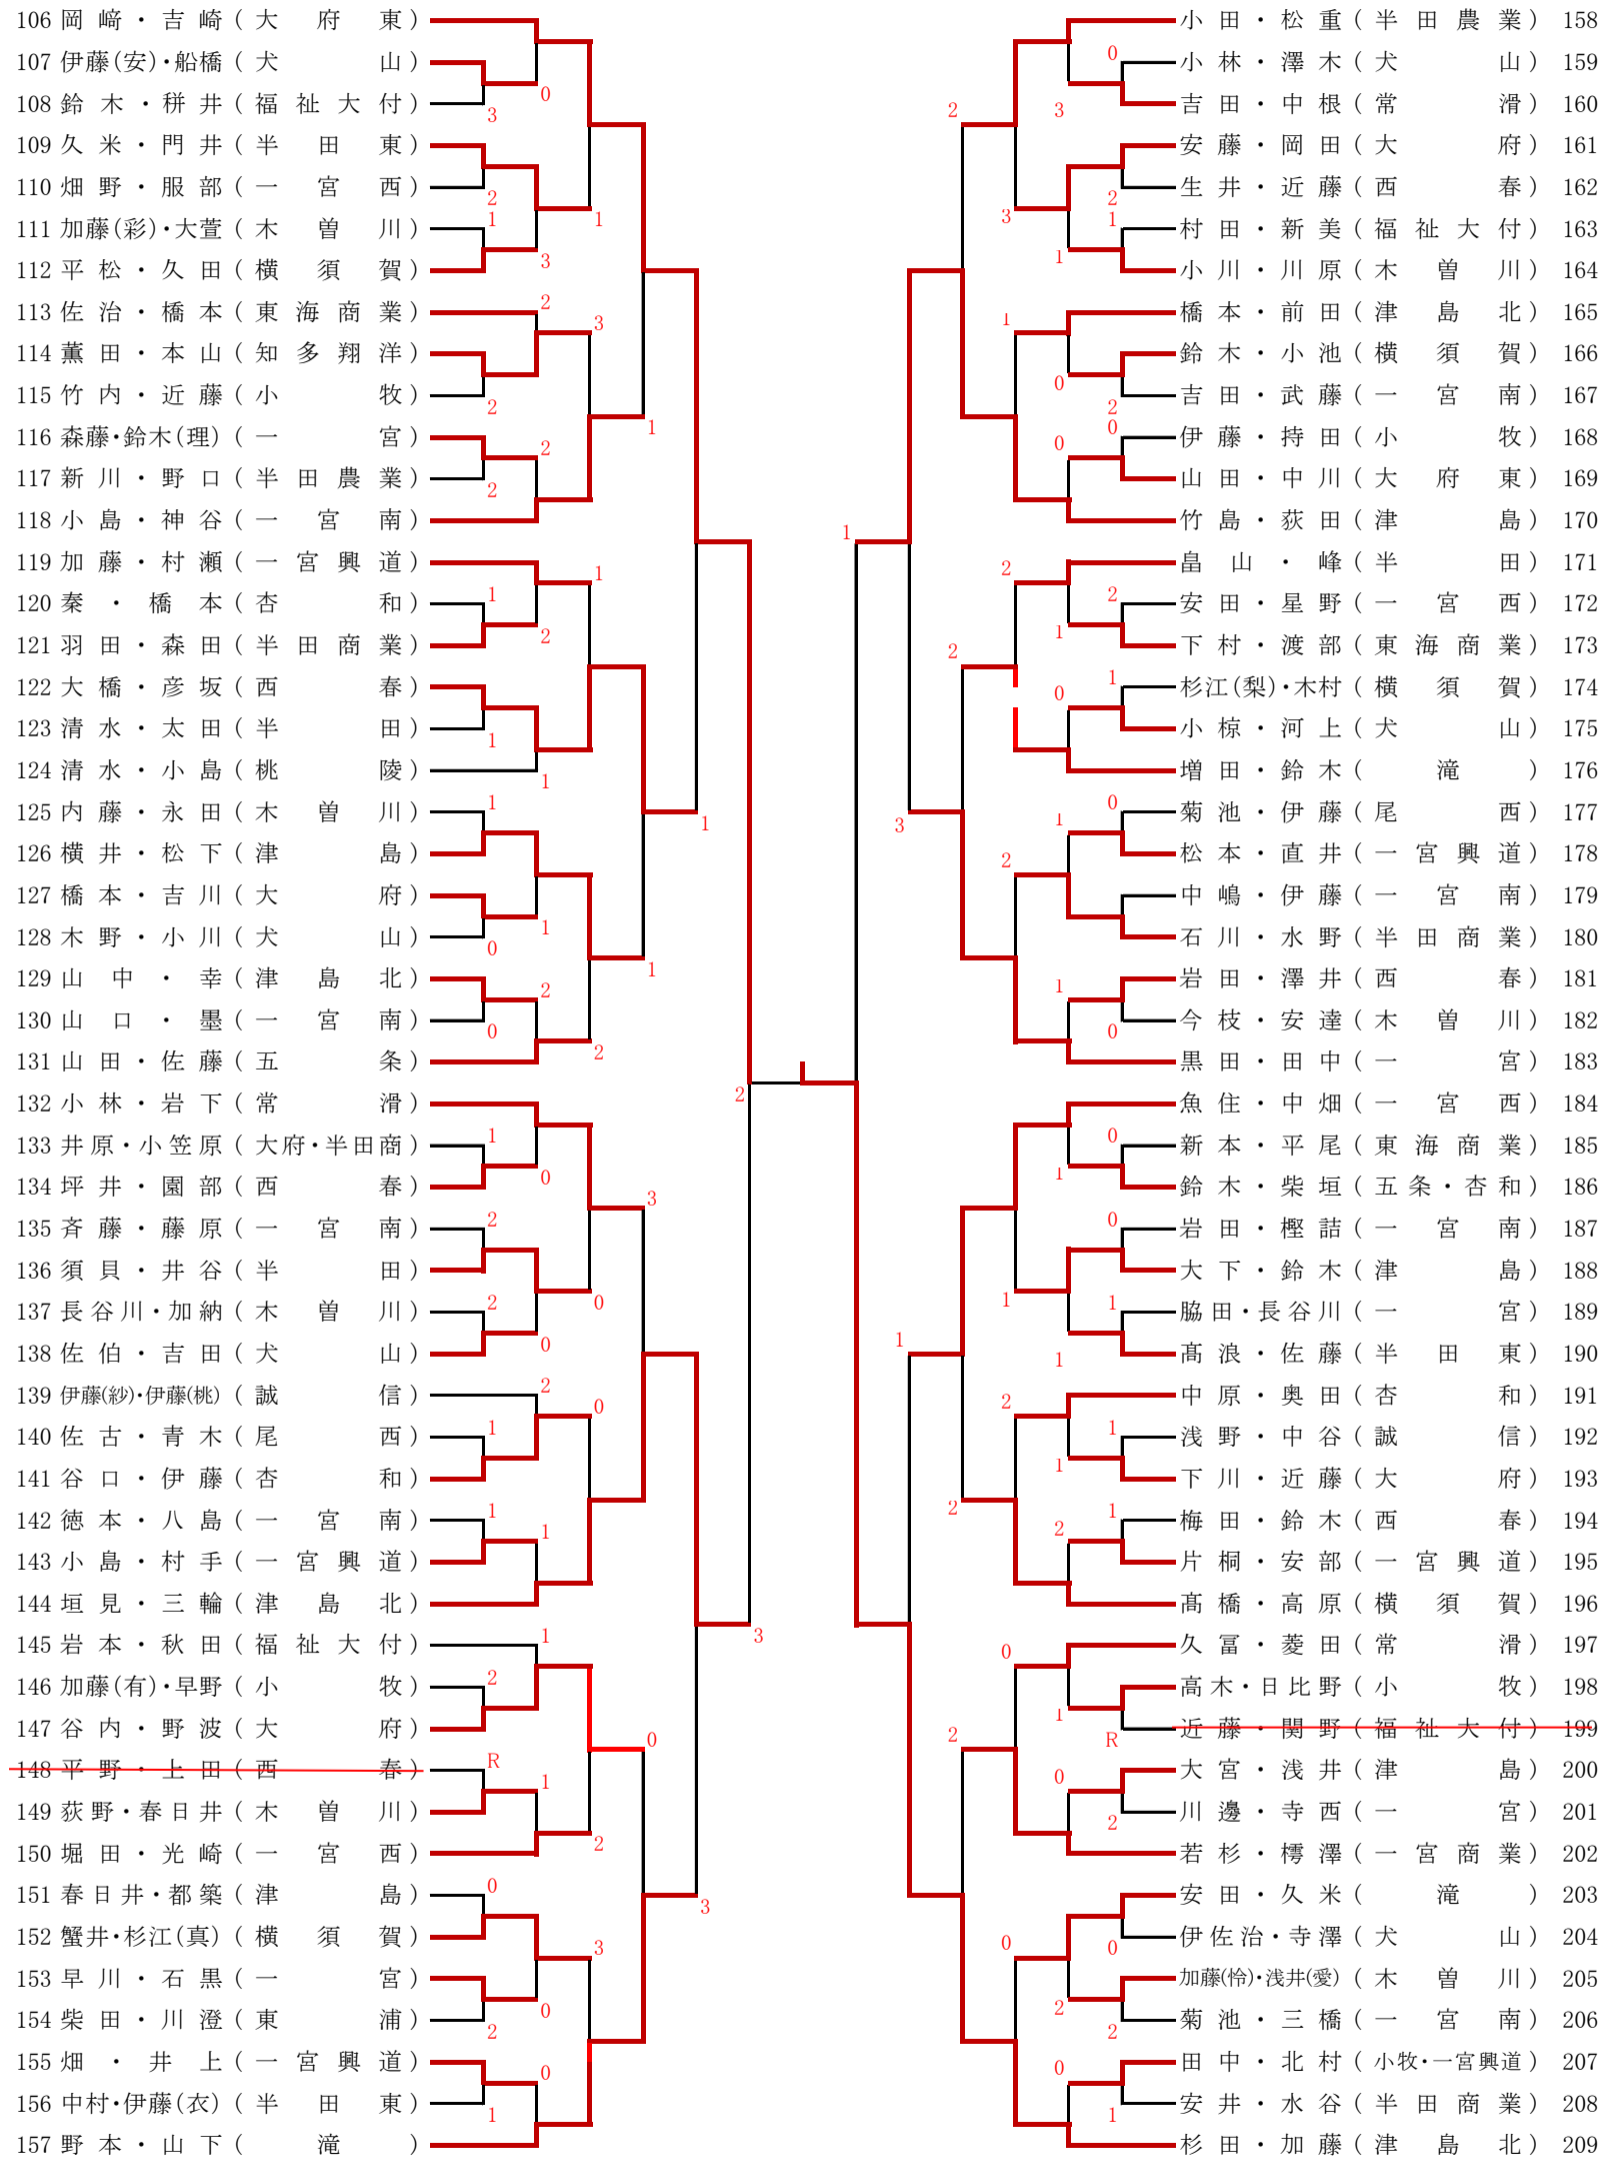 106 岡﨑・吉崎(大府東)
107 伊藤(安)・船橋(犬山)
108 鈴木・秡井(福祉大付)
109 久米・門井(半田東)
110 畑野・服部(一宮西)
111 加藤(彩)・大萱(木曽川)
112 平松・久田(横須賀)
113 佐治・橋本(東海商業)
114 薫田・本山(知多翔洋)
115 竹内・近藤(小牧)
116 森藤・鈴木(理)(一宮)
117 新川・野口(半田農業)
118 小島・神谷(一宮南)
119 加藤・村瀬(一宮興道)
120 秦・橋本(杏和)
121 羽田・森田(半田商業)
122 大橋・彦坂(西春)
123 清水・太田(半田)
124 清水・小島(桃陵)
125 内藤・永田(木曽川)
126 横井・松下(津島)
127 橋本・吉川(大府)
128 木野・小川(犬山)
129 山中・幸(津島北)
130 山口・墨(一宮南)
131 山田・佐藤(五条)
132 小林・岩下(常滑)
133 井原・小笠原(大府・半田商)
134 坪井・園部(西春)
135 斉藤・藤原(一宮南)
136 須貝・井谷(半田)
137 長谷川・加納(木曽川)
138 佐伯・吉田(犬山)
139 伊藤(紗)・伊藤(桃)(誠信)
140 佐古・青木(尾西)
141 谷口・伊藤(杏和)
142 徳本・八島(一宮南)
143 小島・村手(一宮興道)
144 垣見・三輪(津島北)
145 岩本・秋田(福祉大付)
146 加藤(有)・早野(小牧)
147 谷内・野波(大府)
148 平野・上田(西春)
149 荻野・春日井(木曽川)
150 堀田・光崎(一宮西)
151 春日井・都築(津島)
152 蟹井・杉江(真)(横須賀)
153 早川・石黒(一宮)
154 柴田・川澄(東浦)
155 畑・井上(一宮興道)
156 中村・伊藤(衣)(半田東)
157 野本・山下(滝)
小田・松重(半田農業) 158
小林・澤木(犬山) 159
吉田・中根(常滑) 160
安藤・岡田(大府) 161
生井・近藤(西春) 162
村田・新美(福祉大付) 163
小川・川原(木曽川) 164
橋本・前田(津島北) 165
鈴木・小池(横須賀) 166
吉田・武藤(一宮南) 167
伊藤・持田(小牧) 168
山田・中川(大府東) 169
竹島・荻田(津島) 170
畠山・峰(半田) 171
安田・星野(一宮西) 172
下村・渡部(東海商業) 173
杉江(梨)・木村(横須賀) 174
小椋・河上(犬山) 175
増田・鈴木(滝) 176
菊池・伊藤(尾西) 177
松本・直井(一宮興道) 178
中嶋・伊藤(一宮南) 179
石川・水野(半田商業) 180
岩田・澤井(西春) 181
今枝・安達(木曽川) 182
黒田・田中(一宮) 183
魚住・中畑(一宮西) 184
新本・平尾(東海商業) 185
鈴木・柴垣(五条・杏和) 186
岩田・樫詰(一宮南) 187
大下・鈴木(津島) 188
脇田・長谷川(一宮) 189
髙浪・佐藤(半田東) 190
中原・奥田(杏和) 191
浅野・中谷(誠信) 192
下川・近藤(大府) 193
梅田・鈴木(西春) 194
片桐・安部(一宮興道) 195
髙橋・高原(横須賀) 196
久冨・菱田(常滑) 197
高木・日比野(小牧) 198
近藤・関野(福祉大付) 199
大宮・浅井(津島) 200
川邊・寺西(一宮) 201
若杉・樗澤(一宮商業) 202
安田・久米(滝) 203
伊佐治・寺澤(犬山) 204
加藤(怜)・浅井(愛)(木曽川) 205
菊池・三橋(一宮南) 206
田中・北村(小牧・一宮興道) 207
安井・水谷(半田商業) 208
杉田・加藤(津島北) 209